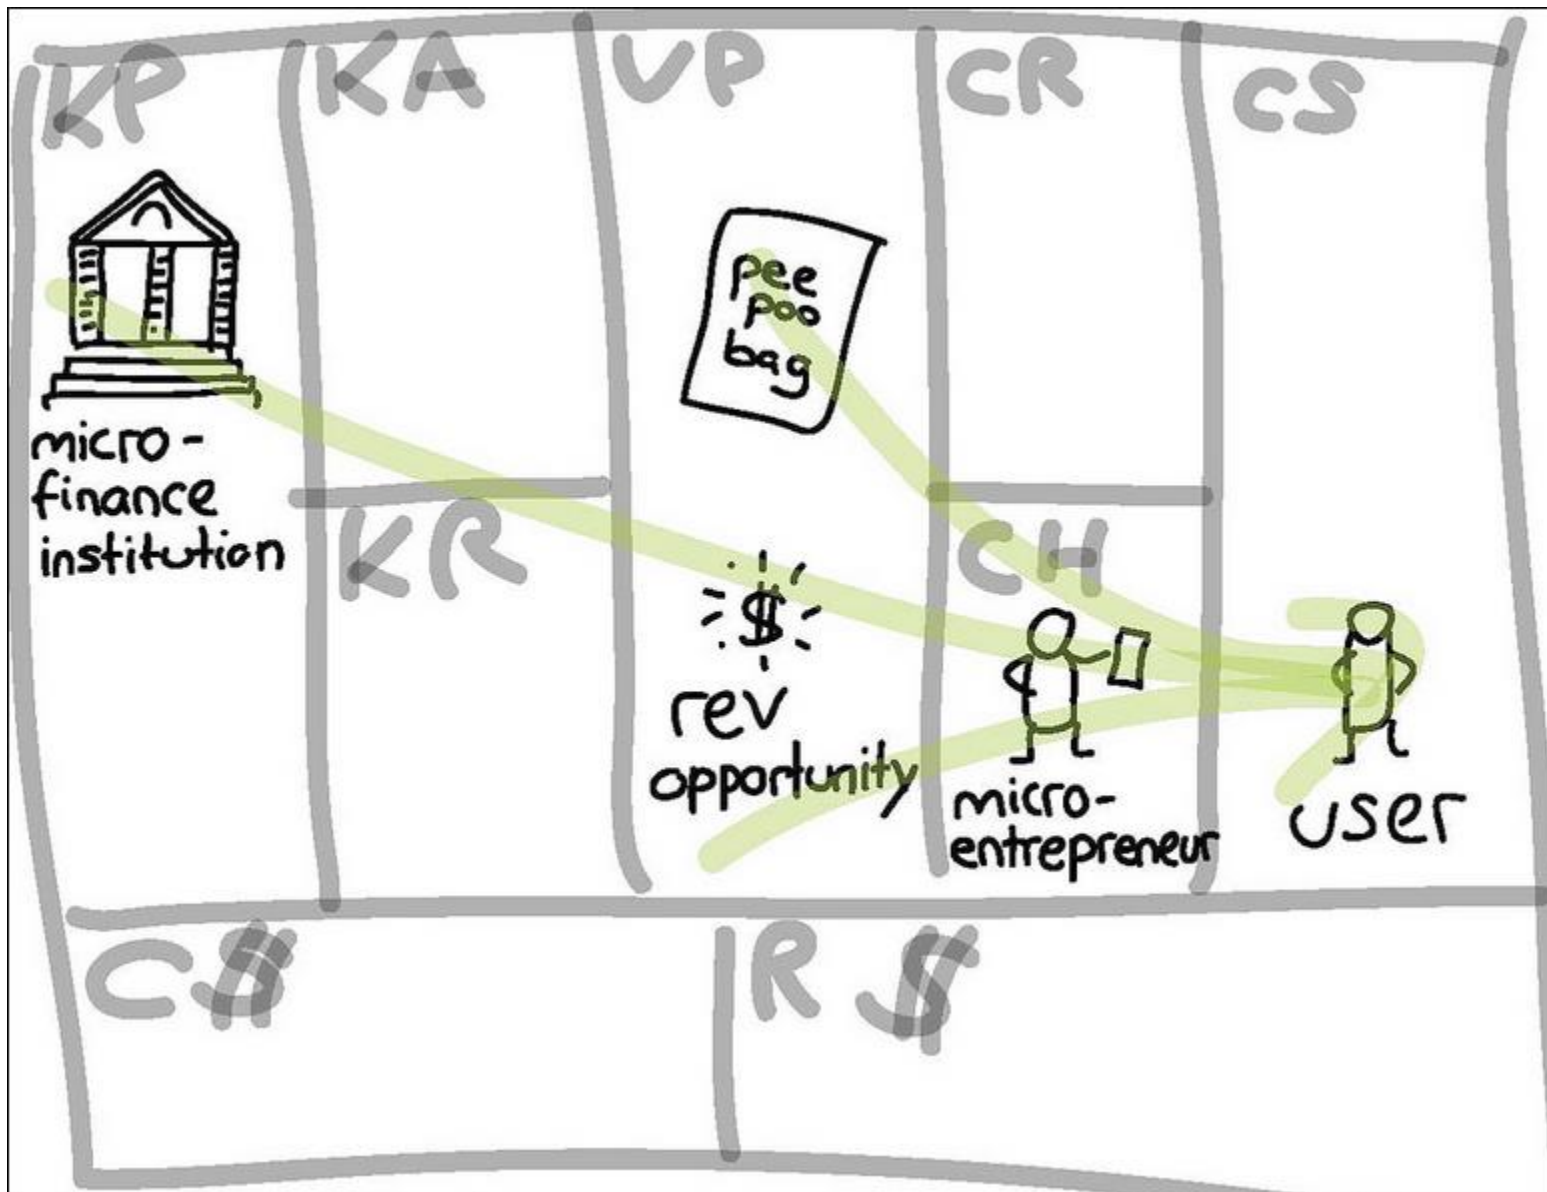 KP
KA
VP
CR
CS
pee
poo
bag
micro-
finance
institution
KR
CH
$
rev
opportunity
micro-
entrepreneur
user
C$
R$